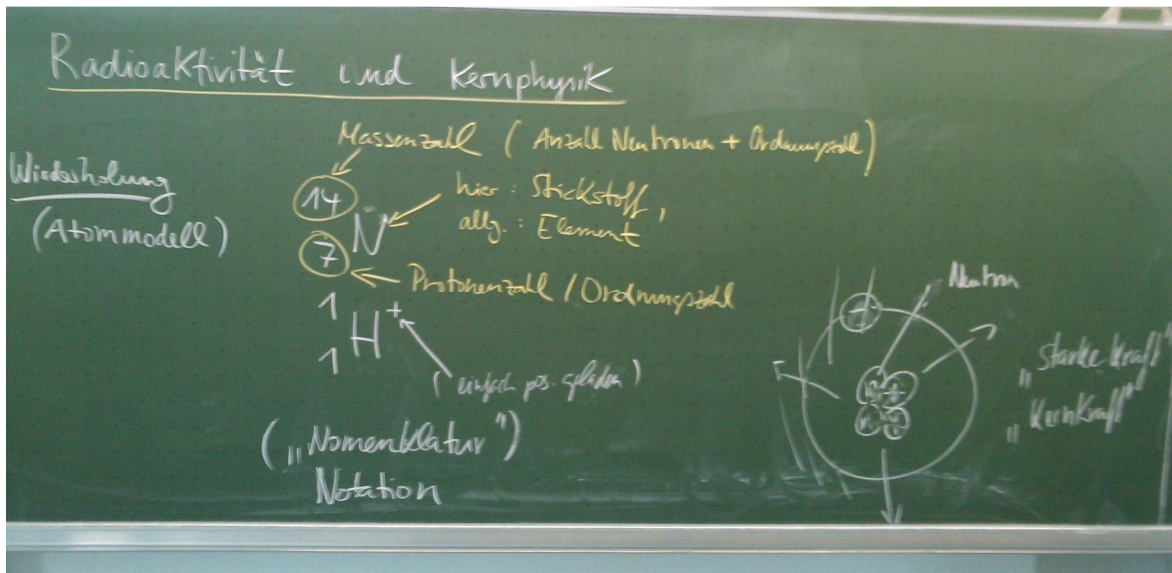 Radioaktivität und Kernphysik
Massenzahl (Anzahl Neutronen + Ordnungszahl)
Wiederholung
(Atommodell)
14
N
7
hier: Stickstoff,
allg.: Element
Protonenzahl / Ordnungszahl
1
H+
1
(einfach pos. geladen)
("Nomenklatur")
Notation
-
Neutron
n +
n +
„Starke Kraft"
„Kernkraft"